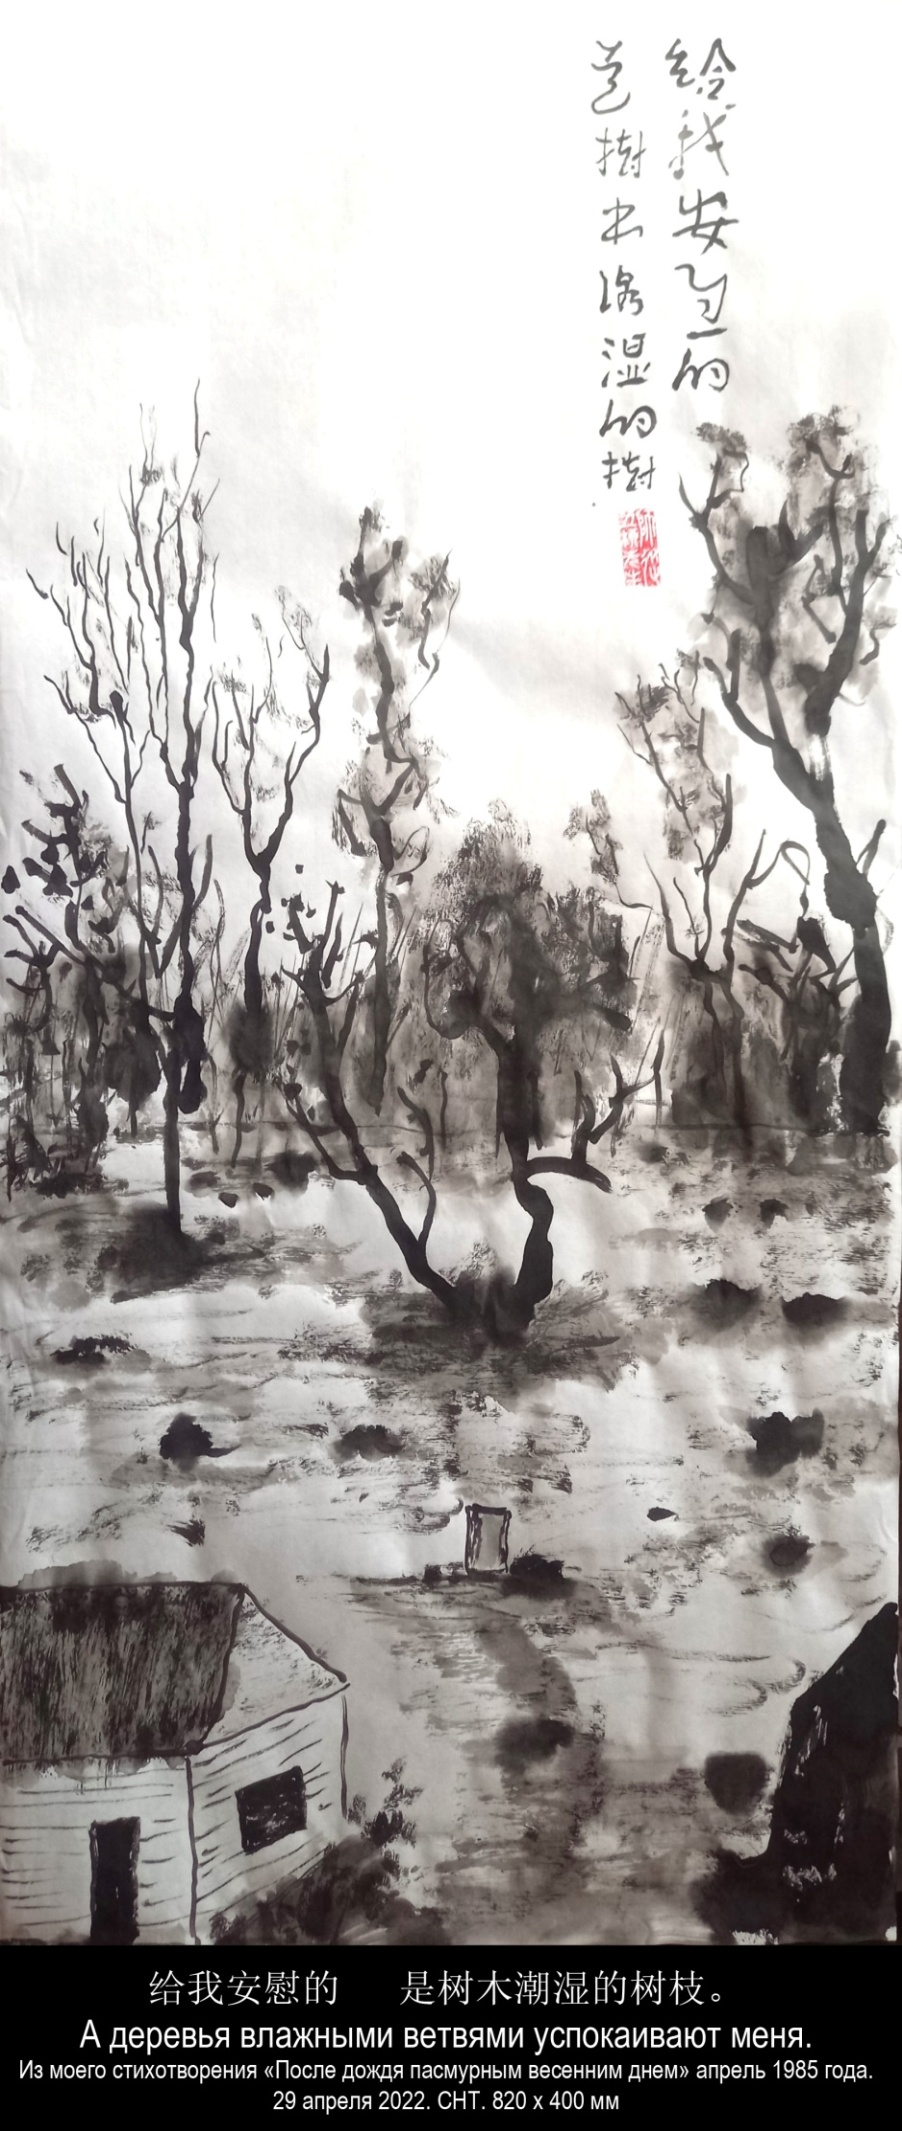 给我安慰的
是樹木潮湿的樹
给我安慰的 是树木潮湿的树枝。
А деревья влажными ветвями успокаивают меня.
Из моего стихотворения «После дождя пасмурным весенним днем» апрель 1985 года.
29 апреля 2022. СНТ. 820 х 400 мм